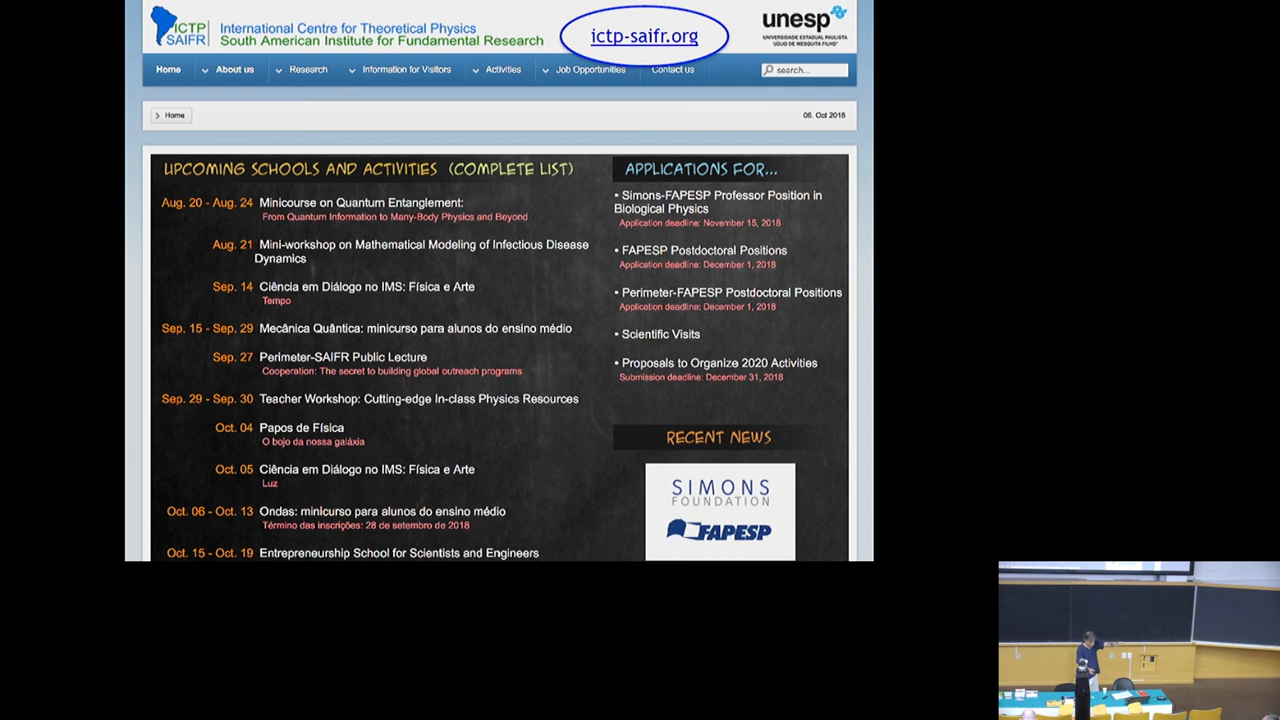 ICTP
SAIFR
International Centre for Theoretical Physics
South American Institute for Fundamental Research
ictp-saifr.org
unesp
UNIVERSIDADE ESTADUAL PAULISTA
"JÚLIO DE MESQUITA FILHO"
Home
About us
Research
Information for Visitors
Activities
Job Opportunities
Contact us
search...
Home
06. Oct 2018
UPCOMING SCHOOLS AND ACTIVITIES (COMPLETE LIST)
Aug. 20 - Aug. 24 Minicourse on Quantum Entanglement:
From Quantum Information to Many-Body Physics and Beyond
Aug. 21 Mini-workshop on Mathematical Modeling of Infectious Disease
Dynamics
Sep. 14 Ciência em Diálogo no IMS: Física e Arte
Tempo
Sep. 15 - Sep. 29 Mecânica Quântica: minicurso para alunos do ensino médio
Sep. 27 Perimeter-SAIFR Public Lecture
Cooperation: The secret to building global outreach programs
Sep. 29 - Sep. 30 Teacher Workshop: Cutting-edge In-class Physics Resources
Oct. 04 Papos de Física
O bojo da nossa galáxia
Oct. 05 Ciência em Diálogo no IMS: Física e Arte
Luz
Oct. 06 - Oct. 13 Ondas: minicurso para alunos do ensino médio
Término das inscrições: 28 de setembro de 2018
Oct. 15 - Oct. 19 Entrepreneurship School for Scientists and Engineers
APPLICATIONS FOR...
• Simons-FAPESP Professor Position in
Biological Physics
Application deadline: November 15, 2018
• FAPESP Postdoctoral Positions
Application deadline: December 1, 2018
• Perimeter-FAPESP Postdoctoral Positions
Application deadline: December 1, 2018
• Scientific Visits
• Proposals to Organize 2020 Activities
Submission deadline: December 31, 2018
RECENT NEWS
SIMONS
FOUNDATION
FAPESP